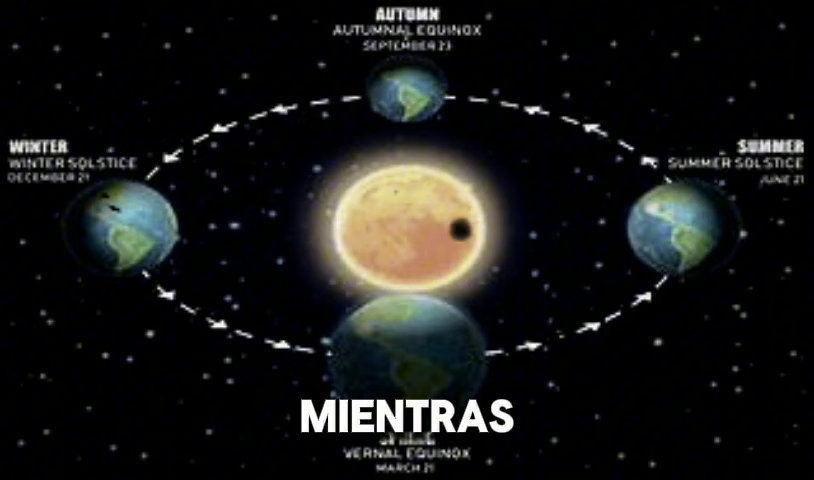 AUTUMN
AUTUMNAL EQUINOX
SEPTEMBER 23
WINTER
WINTER SOLSTICE
DECEMBER 21
SUMMER
SUMMER SOLSTICE
JUNE 21
MIENTRAS
VERNAL EQUINOX
MARCH 21